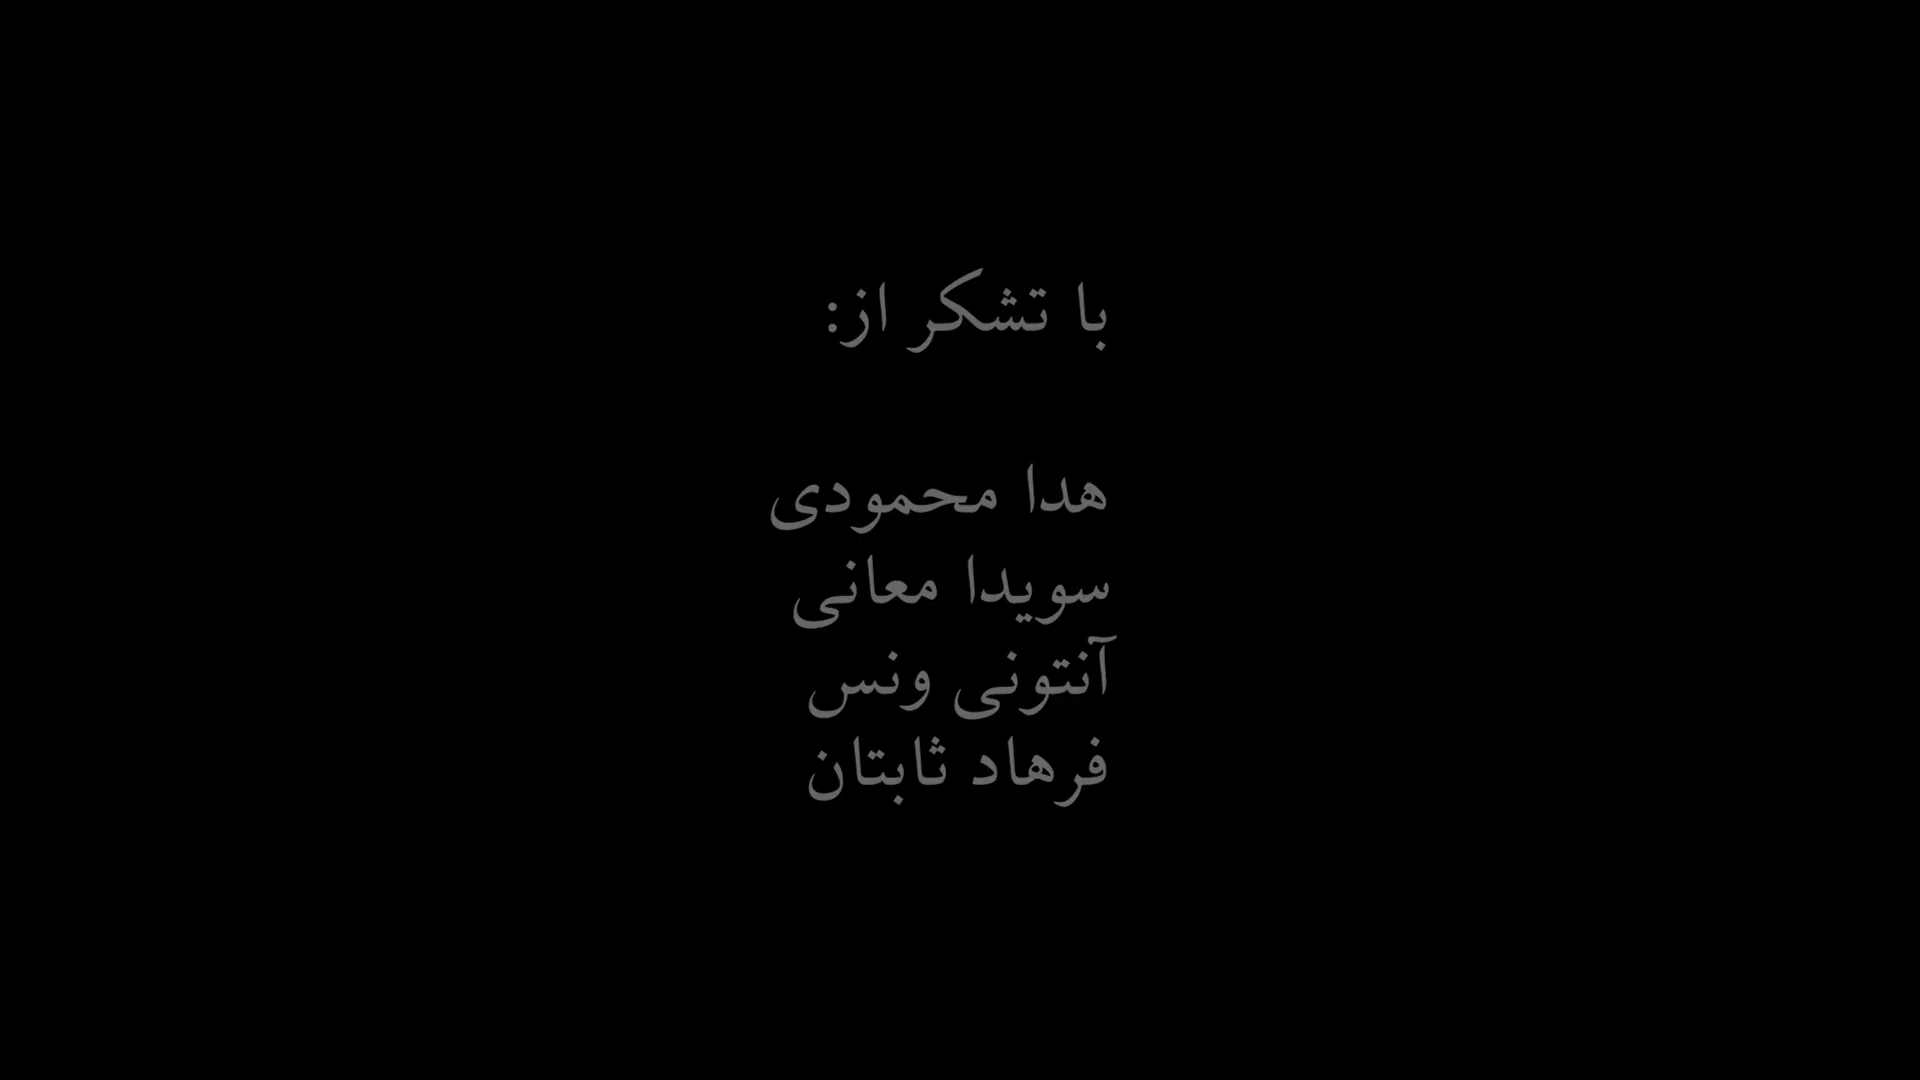 با تشکر از:
هدا محمودی
سویدا معانی
آنتونی ونس
فرهاد ثابتان